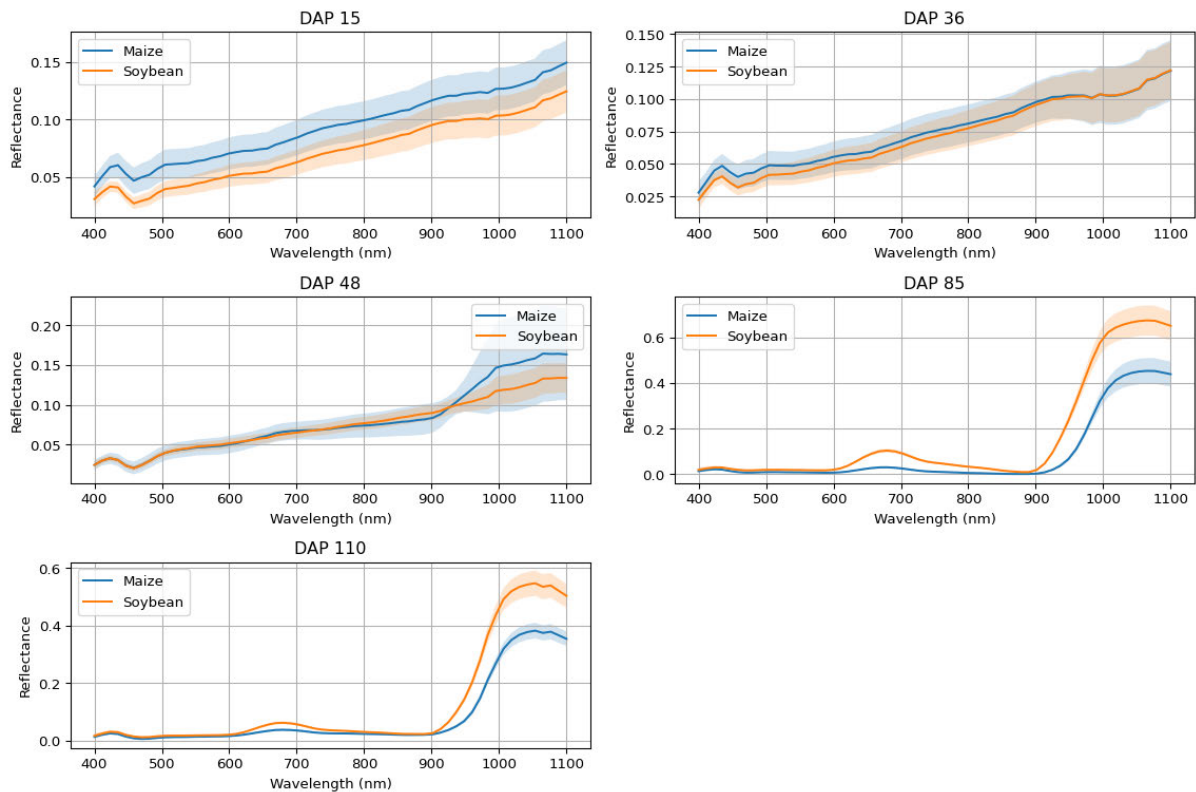 DAP 15
Maize
Soybean
Reflectance
0.15
0.10
0.05
400 500 600 700 800 900 1000 1100
Wavelength (nm)
DAP 36
Maize
Soybean
Reflectance
0.150
0.125
0.100
0.075
0.050
0.025
400 500 600 700 800 900 1000 1100
Wavelength (nm)
DAP 48
Maize
Soybean
Reflectance
0.20
0.15
0.10
0.05
400 500 600 700 800 900 1000 1100
Wavelength (nm)
DAP 85
Maize
Soybean
Reflectance
0.6
0.4
0.2
0.0
400 500 600 700 800 900 1000 1100
Wavelength (nm)
DAP 110
Maize
Soybean
Reflectance
0.6
0.4
0.2
0.0
400 500 600 700 800 900 1000 1100
Wavelength (nm)